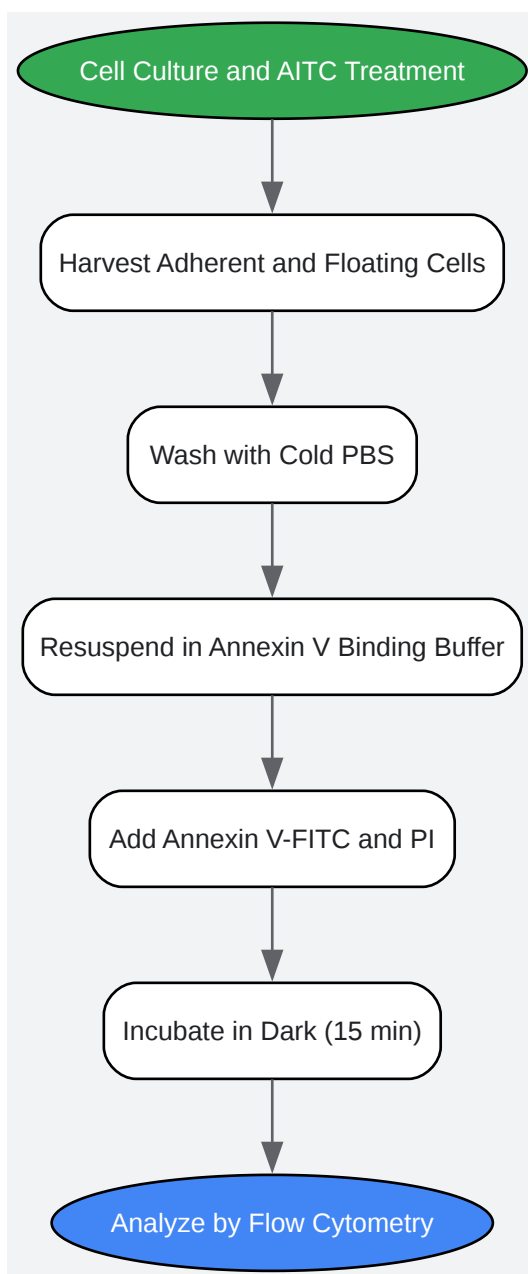 Cell Culture and AITC Treatment
Harvest Adherent and Floating Cells
Wash with Cold PBS
Resuspend in Annexin V Binding Buffer
Add Annexin V-FITC and PI
Incubate in Dark (15 min)
Analyze by Flow Cytometry